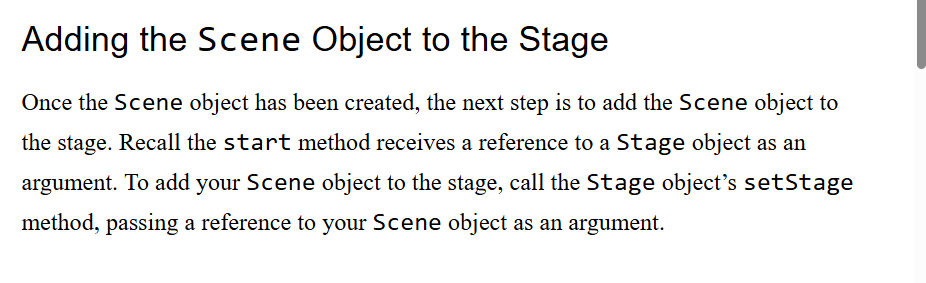 Adding the Scene Object to the Stage
Once the Scene object has been created, the next step is to add the Scene object to
the stage. Recall the start method receives a reference to a Stage object as an
argument. To add your Scene object to the stage, call the Stage object’s setStage
method, passing a reference to your Scene object as an argument.